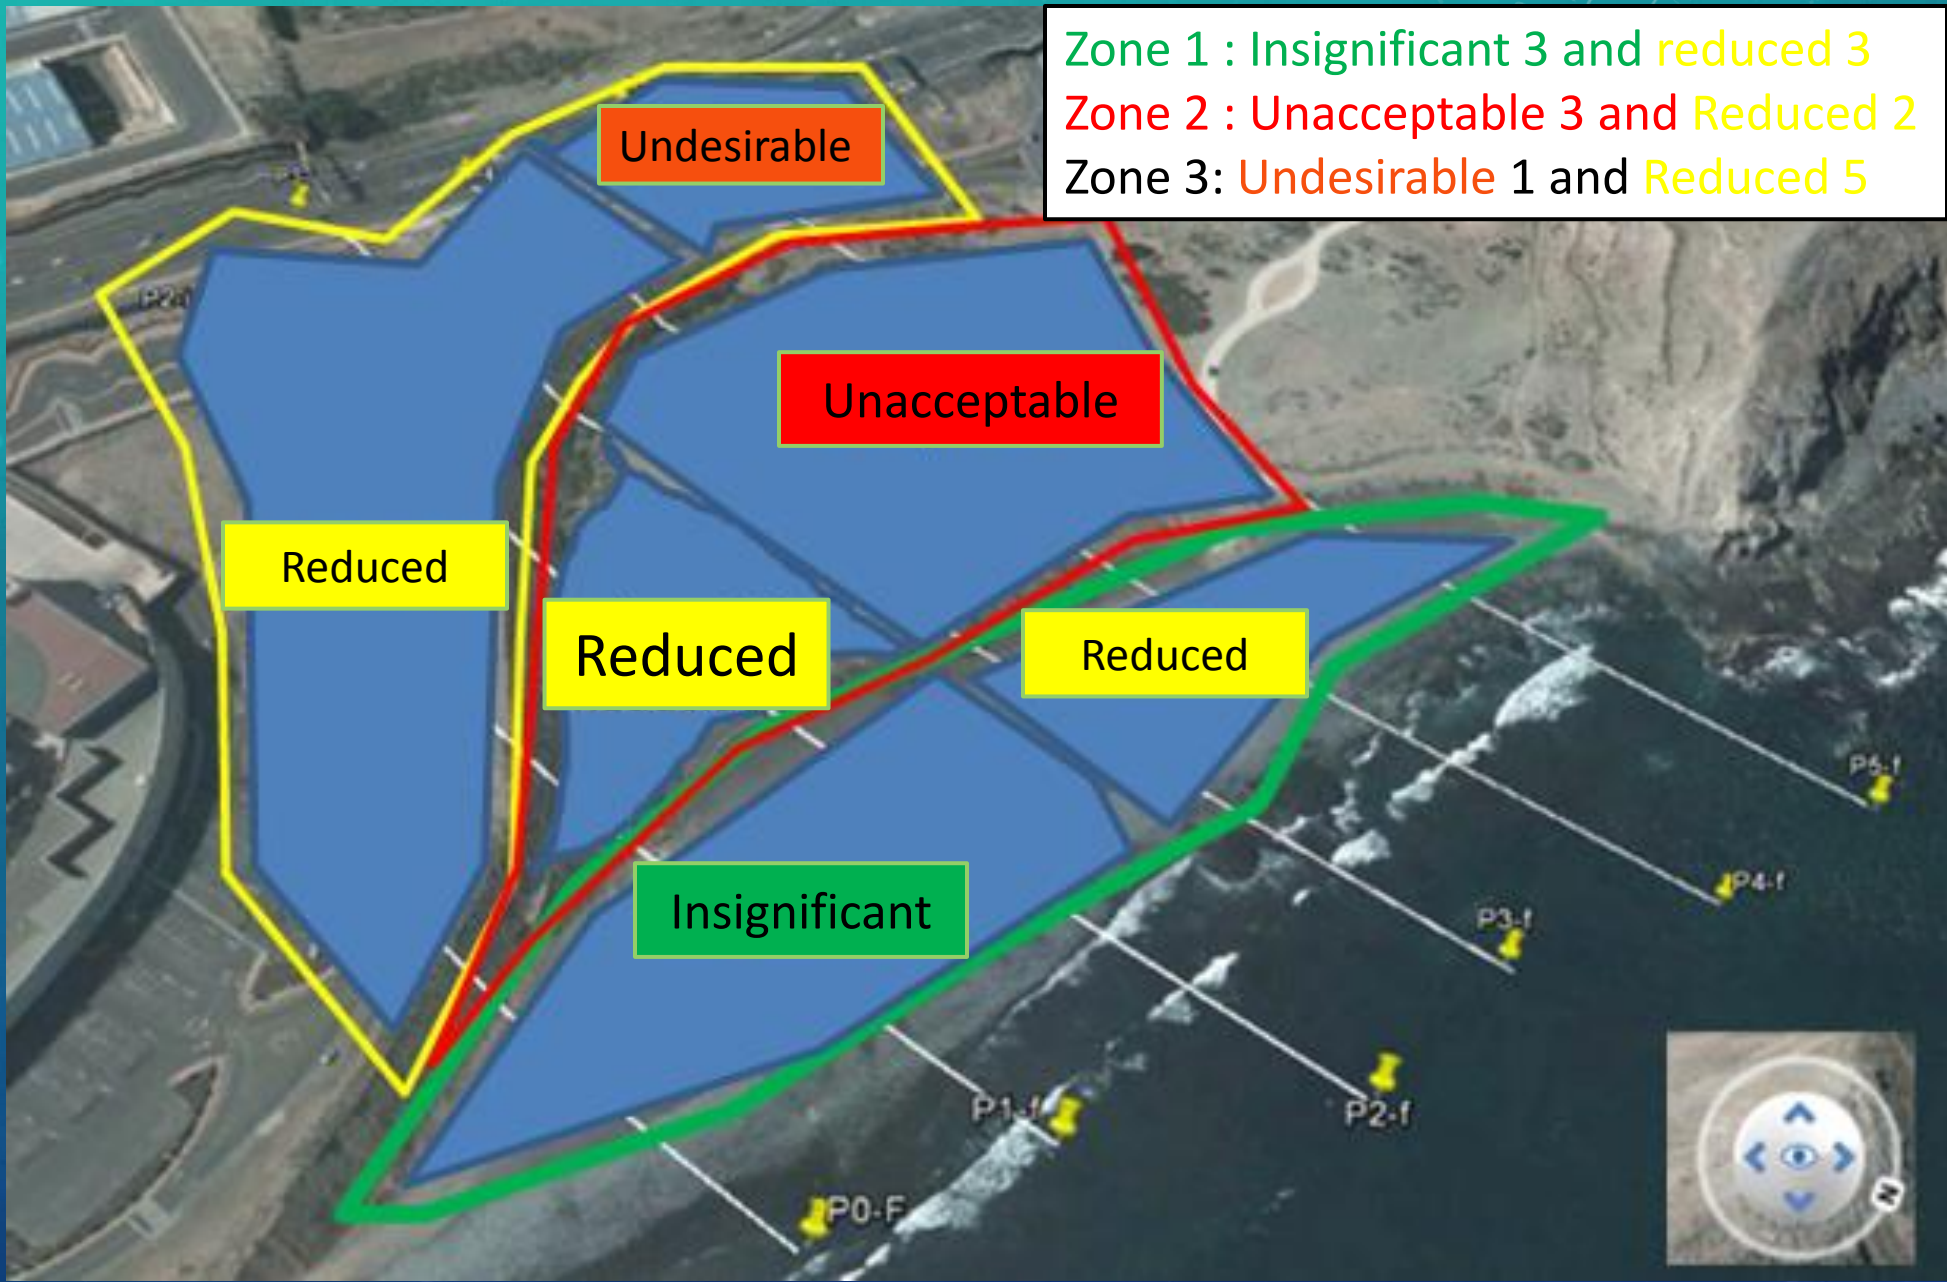 Zone 1 : Insignificant 3 and reduced 3
Zone 2 : Unacceptable 3 and Reduced 2
Zone 3: Undesirable 1 and Reduced 5
Undesirable
Unacceptable
Reduced
Reduced
Reduced
Insignificant
P5-f
P4-f
P3-f
P2-f
P1-f
P0-F
N